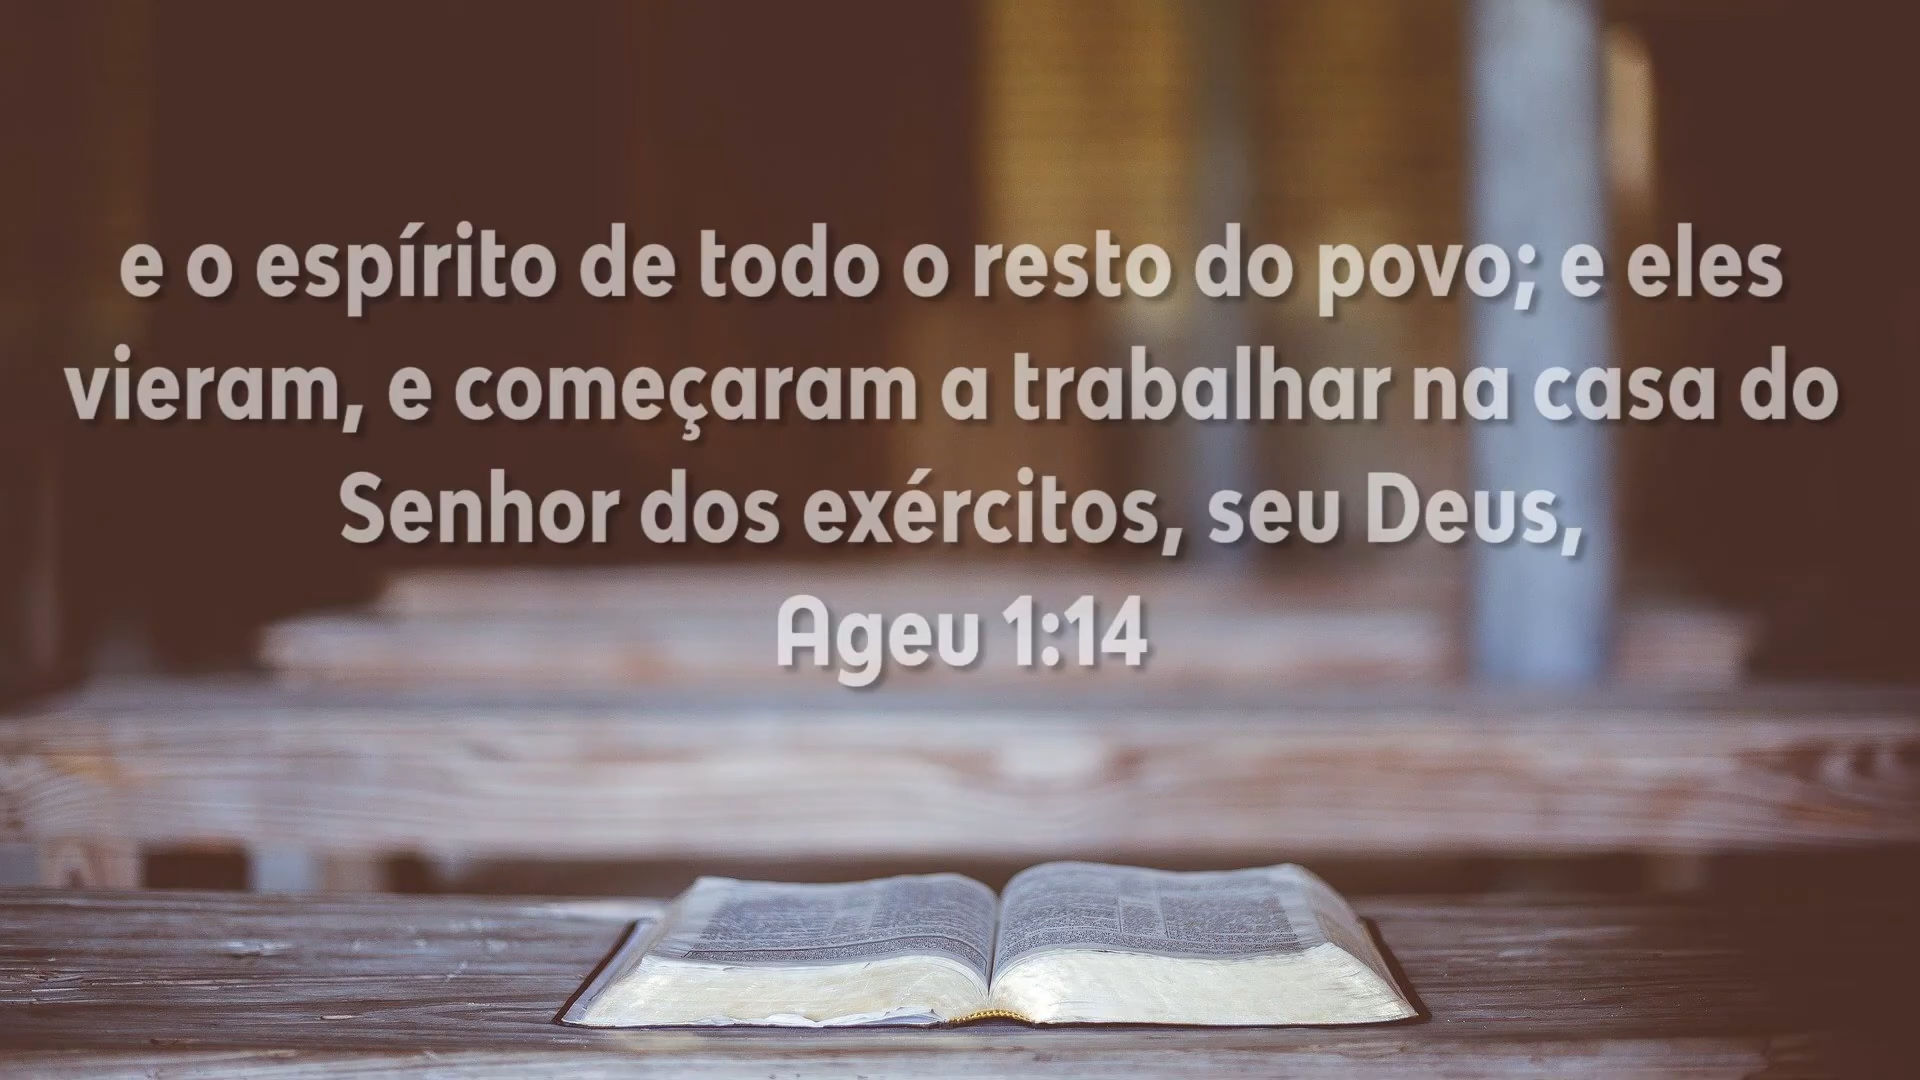 e o espírito de todo o resto do povo; e eles
vieram, e começaram a trabalhar na casa do
Senhor dos exércitos, seu Deus,
Ageu 1:14